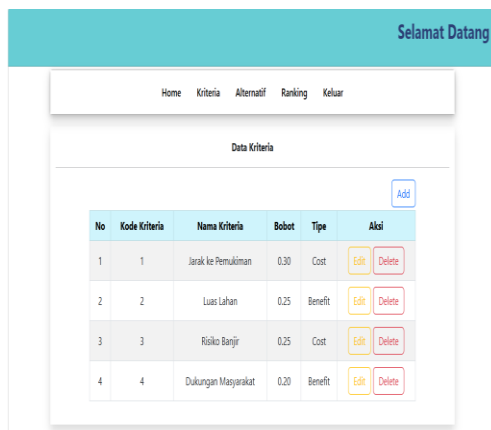 Selamat Datang
Home Kriteria Alternatif Ranking Keluar
Data Kriteria
Add
No Kode Kriteria Nama Kriteria Bobot Tipe Aksi
1 1 Jarak ke Pemukiman 0.30 Cost Edit Delete
2 2 Luas Lahan 0.25 Benefit Edit Delete
3 3 Risiko Banjir 0.25 Cost Edit Delete
4 4 Dukungan Masyarakat 0.20 Benefit Edit Delete